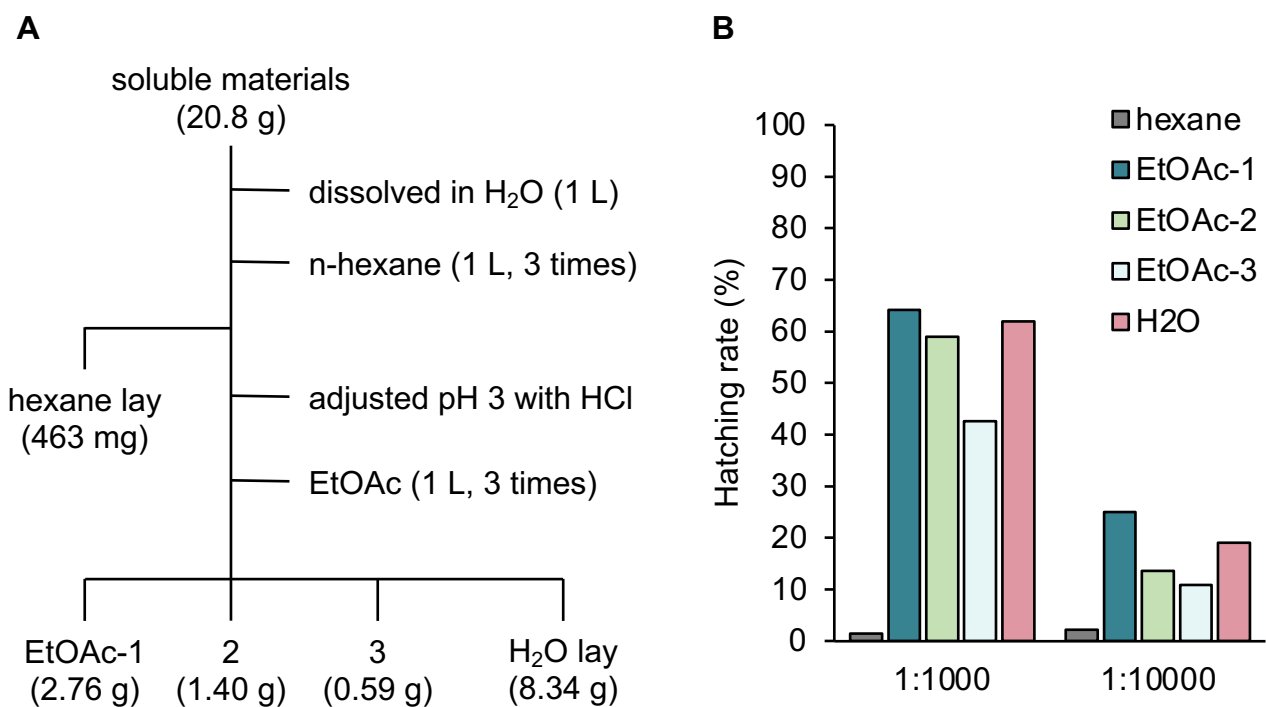 A
soluble materials
(20.8 g)
dissolved in H₂O (1 L)
n-hexane (1 L, 3 times)
hexane lay
(463 mg)
adjusted pH 3 with HCl
EtOAc (1 L, 3 times)
EtOAc-1
(2.76 g)
2
(1.40 g)
3
(0.59 g)
H₂O lay
(8.34 g)
B
Hatching rate (%)
100
90
80
70
60
50
40
30
20
10
0
1:1000
1:10000
hexane
EtOAc-1
EtOAc-2
EtOAc-3
H2O